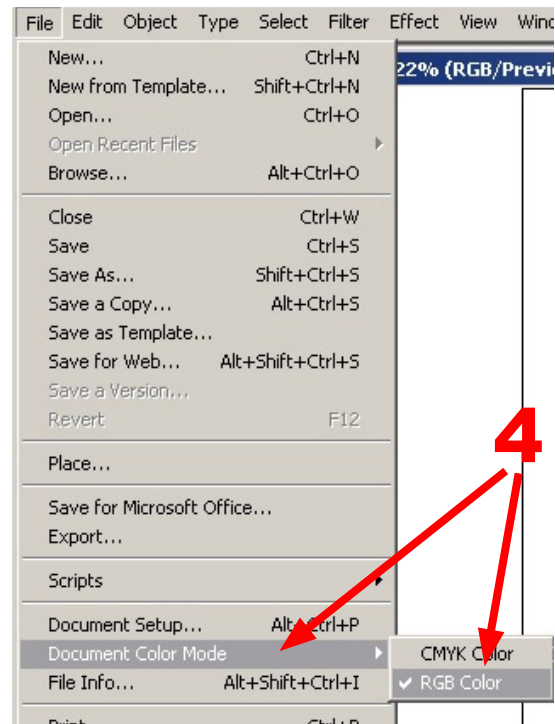 File Edit Object Type Select Filter Effect View
22% (RGB/
New... Ctrl+N
New from Template... Shift+Ctrl+N
Open... Ctrl+O
Open Recent Files
Browse... Alt+Ctrl+O
Close Ctrl+W
Save Ctrl+S
Save As... Shift+Ctrl+S
Save a Copy... Alt+Ctrl+S
Save as Template...
Save for Web... Alt+Shift+Ctrl+S
Save a Version...
Revert F12
4
Place...
Save for Microsoft Office...
Export...
Scripts
Document Setup... Alt+Ctrl+P
Document Color Mode
CMYK Color
File Info... Alt+Shift+Ctrl+I
RGB Color
Print... Ctrl+P